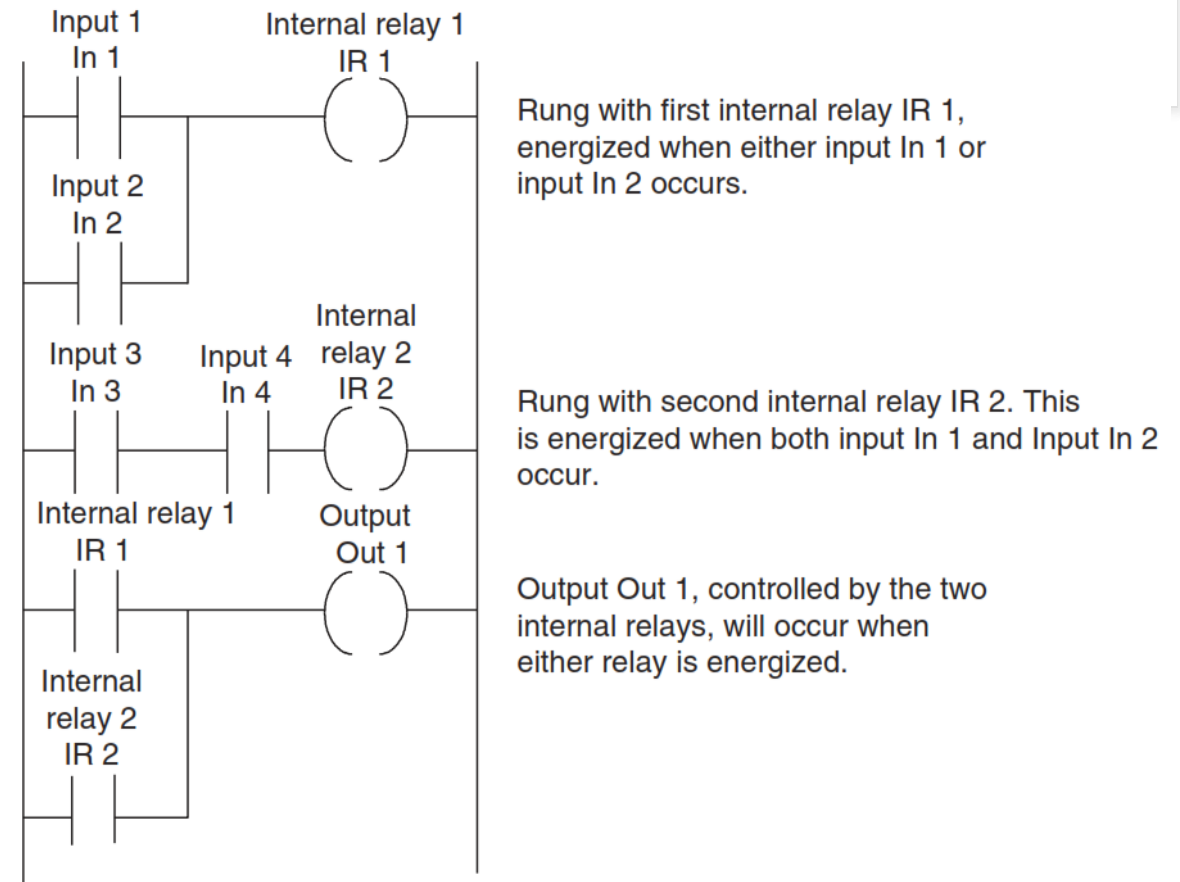 Input 1
In 1
Internal relay 1
IR 1
Rung with first internal relay IR 1,
energized when either input In 1 or
input In 2 occurs.
Input 2
In 2
Input 3
In 3
Input 4
In 4
Internal
relay 2
IR 2
Rung with second internal relay IR 2. This
is energized when both input In 1 and Input In 2
occur.
Internal relay 1
IR 1
Output
Out 1
Output Out 1, controlled by the two
internal relays, will occur when
either relay is energized.
Internal
relay 2
IR 2